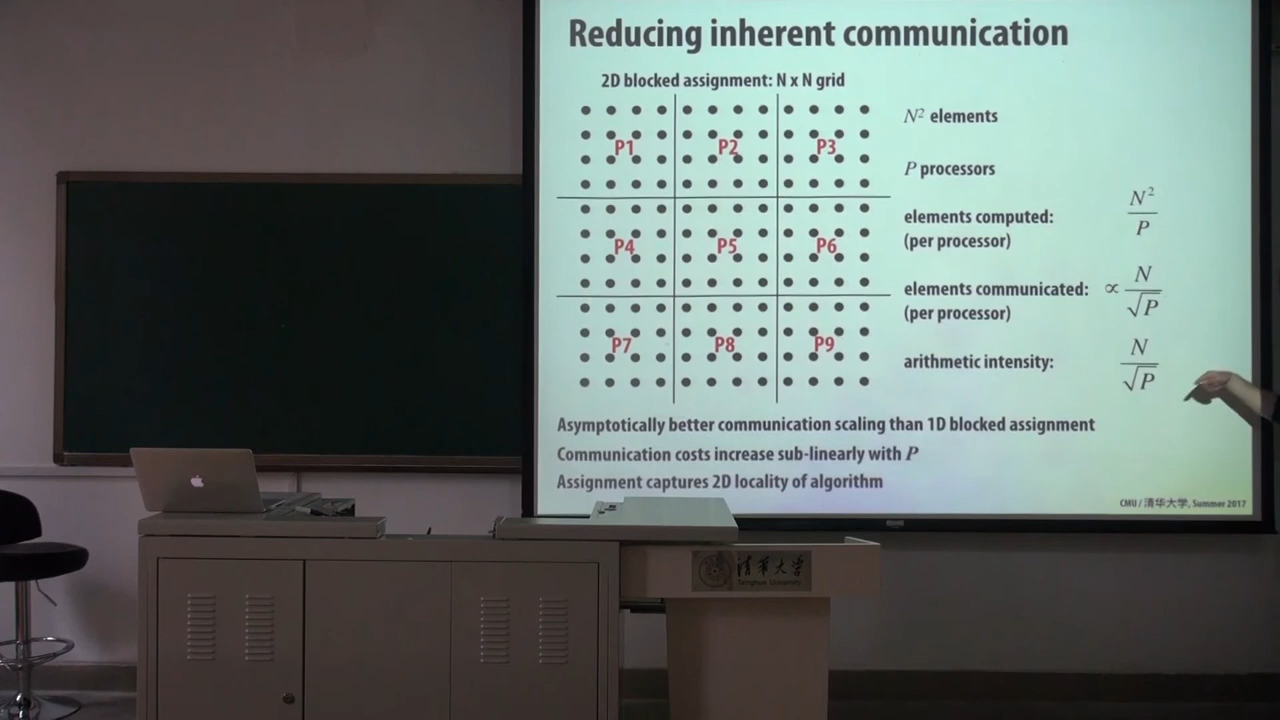 Reducing inherent communication
2D blocked assignment: N x N grid
P1 P2 P3
P4 P5 P6
P7 P8 P9
N² elements
P processors
elements computed: N²/P
(per processor)
elements communicated: ∝ N/√P
(per processor)
arithmetic intensity: N/√P
Asymptotically better communication scaling than 1D blocked assignment
Communication costs increase sub-linearly with P
Assignment captures 2D locality of algorithm
CMU / 清华大学, Summer 2017
清华大学
Tsinghua University